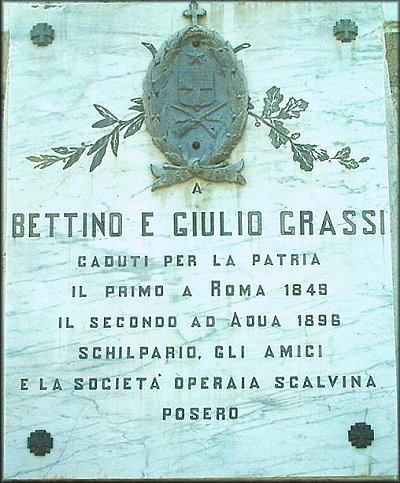 A
BETTINO E GIULIO GRASSI
CADUTI PER LA PATRIA
IL PRIMO A ROMA 1849
IL SECONDO AD ADUA 1896
SCHILPARIO, GLI AMICI
E LA SOCIETÀ OPERAIA SCALVINA
POSERO